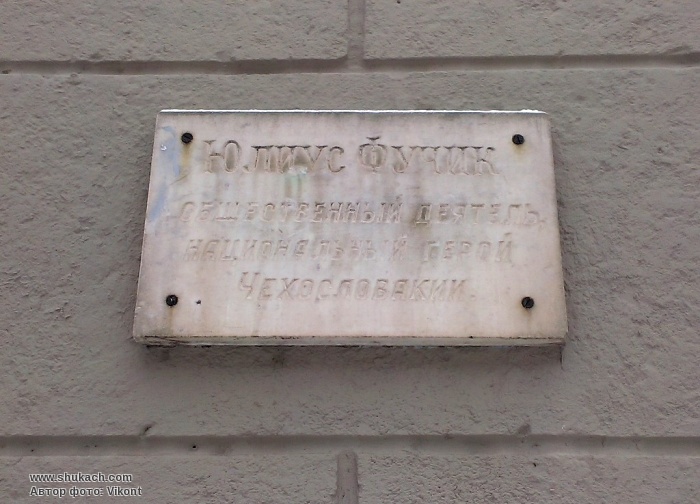 Юлиус Фучик
общественный деятель.
национальный герой
Чехословакии.
www.shukach.com
Автор фото: Vikont